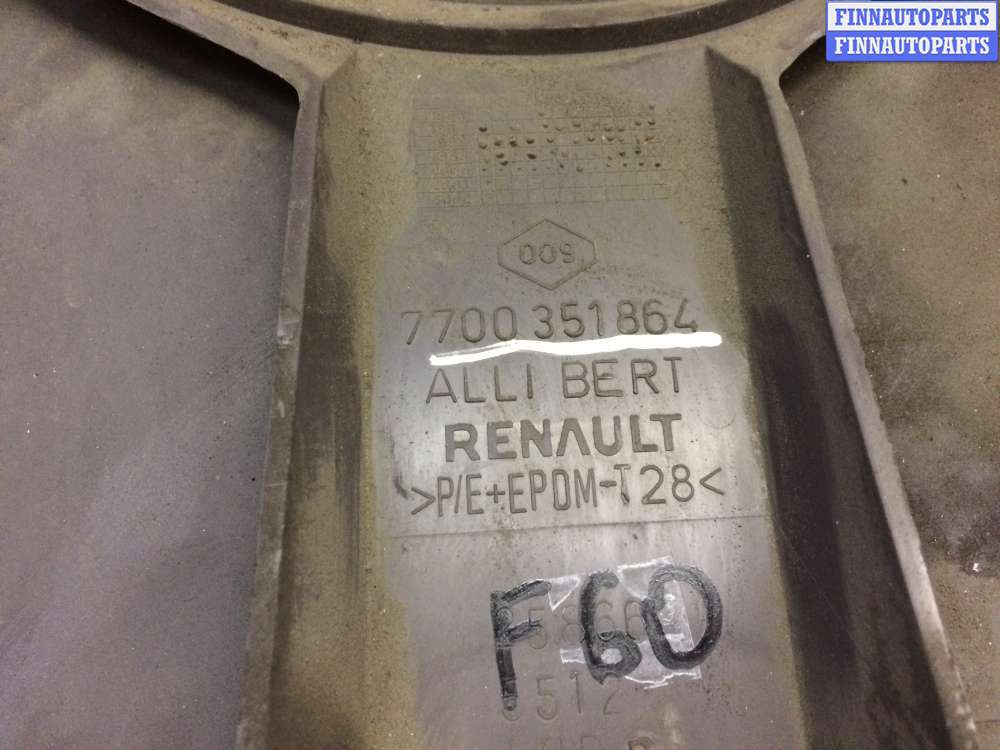 FINNAUTOPARTS
FINNAUTOPARTS
009
7700 351864
ALLI BERT
RENAULT
>P/E+EPDM-T28<
F60